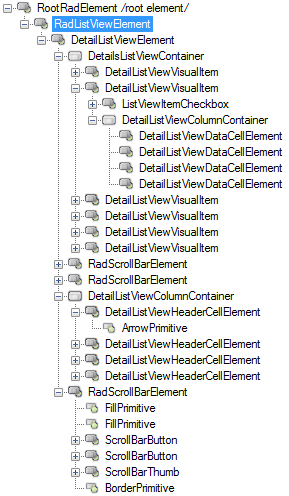 RootRadElement /root element/
RadListViewElement
DetailListViewElement
DetailsListViewContainer
DetailListViewVisualItem
DetailListViewVisualItem
ListViewItemCheckbox
DetailListViewColumnContainer
DetailListViewDataCellElement
DetailListViewDataCellElement
DetailListViewDataCellElement
DetailListViewDataCellElement
DetailListViewVisualItem
DetailListViewVisualItem
DetailListViewVisualItem
DetailListViewVisualItem
RadScrollBarElement
RadScrollBarElement
DetailListViewColumnContainer
DetailListViewHeaderCellElement
ArrowPrimitive
DetailListViewHeaderCellElement
DetailListViewHeaderCellElement
DetailListViewHeaderCellElement
RadScrollBarElement
FillPrimitive
FillPrimitive
ScrollBarButton
ScrollBarButton
ScrollBarThumb
BorderPrimitive